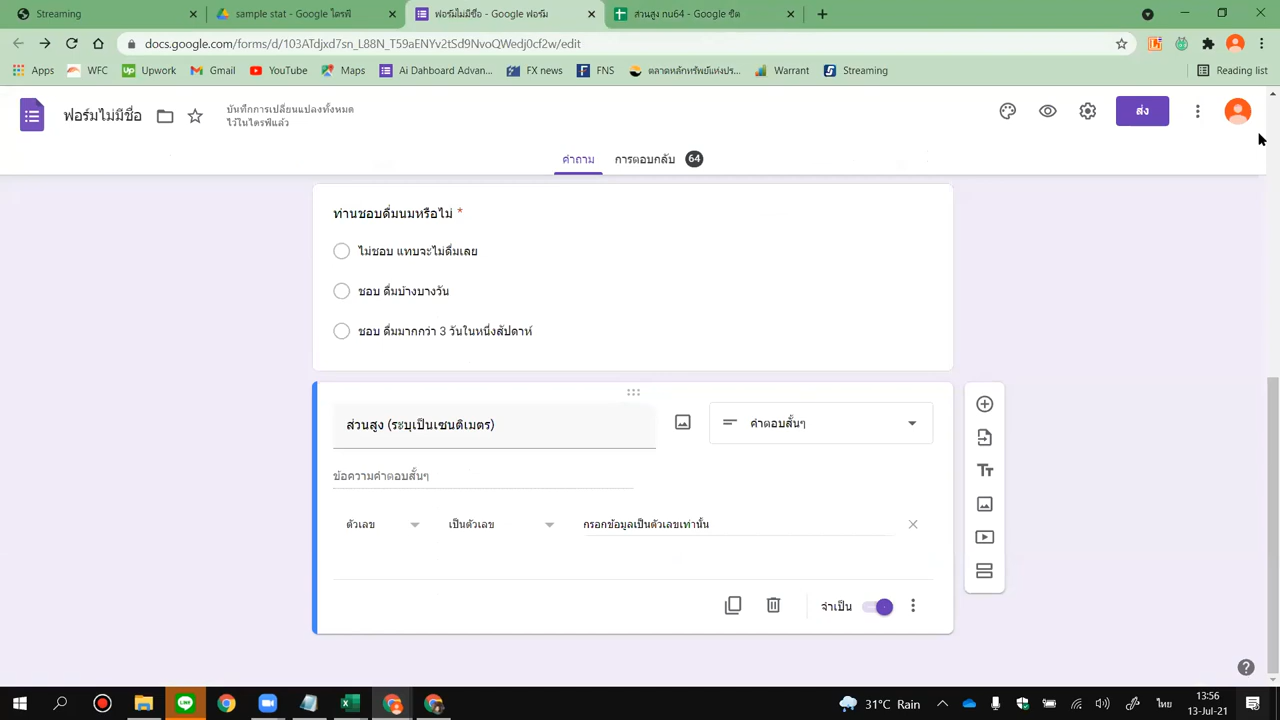 Streaming
sample stat - Google ไดรฟ์
ฟอร์มไม่มีชื่อ - Google ฟอร์ม
ส่วนสูง nu64 - Google ชีต
docs.google.com/forms/d/103ATdjxd7sn_L88N_T59aENYv2tSd9NvoQWedj0cf2w/edit
Apps
WFC
Upwork
Gmail
YouTube
Maps
Ai Dahboard Advan...
FX news
FNS
ตลาดหลักทรัพย์แห่งปร...
Warrant
Streaming
Reading list
ฟอร์มไม่มีชื่อ
บันทึกการเปลี่ยนแปลงทั้งหมด
ไว้ในไดรฟ์แล้ว
ส่ง
คำถาม
การตอบกลับ
64
ท่านชอบดื่มนมหรือไม่ *
ไม่ชอบ แทบจะไม่ดื่มเลย
ชอบ ดื่มบ้างบางวัน
ชอบ ดื่มมากกว่า 3 วันในหนึ่งสัปดาห์
ส่วนสูง (ระบุเป็นเซนติเมตร)
คำตอบสั้นๆ
ข้อความคำตอบสั้นๆ
ตัวเลข
เป็นตัวเลข
กรอกข้อมูลเป็นตัวเลขเท่านั้น
จำเป็น
31°C Rain
ไทย
13:56
13-Jul-21